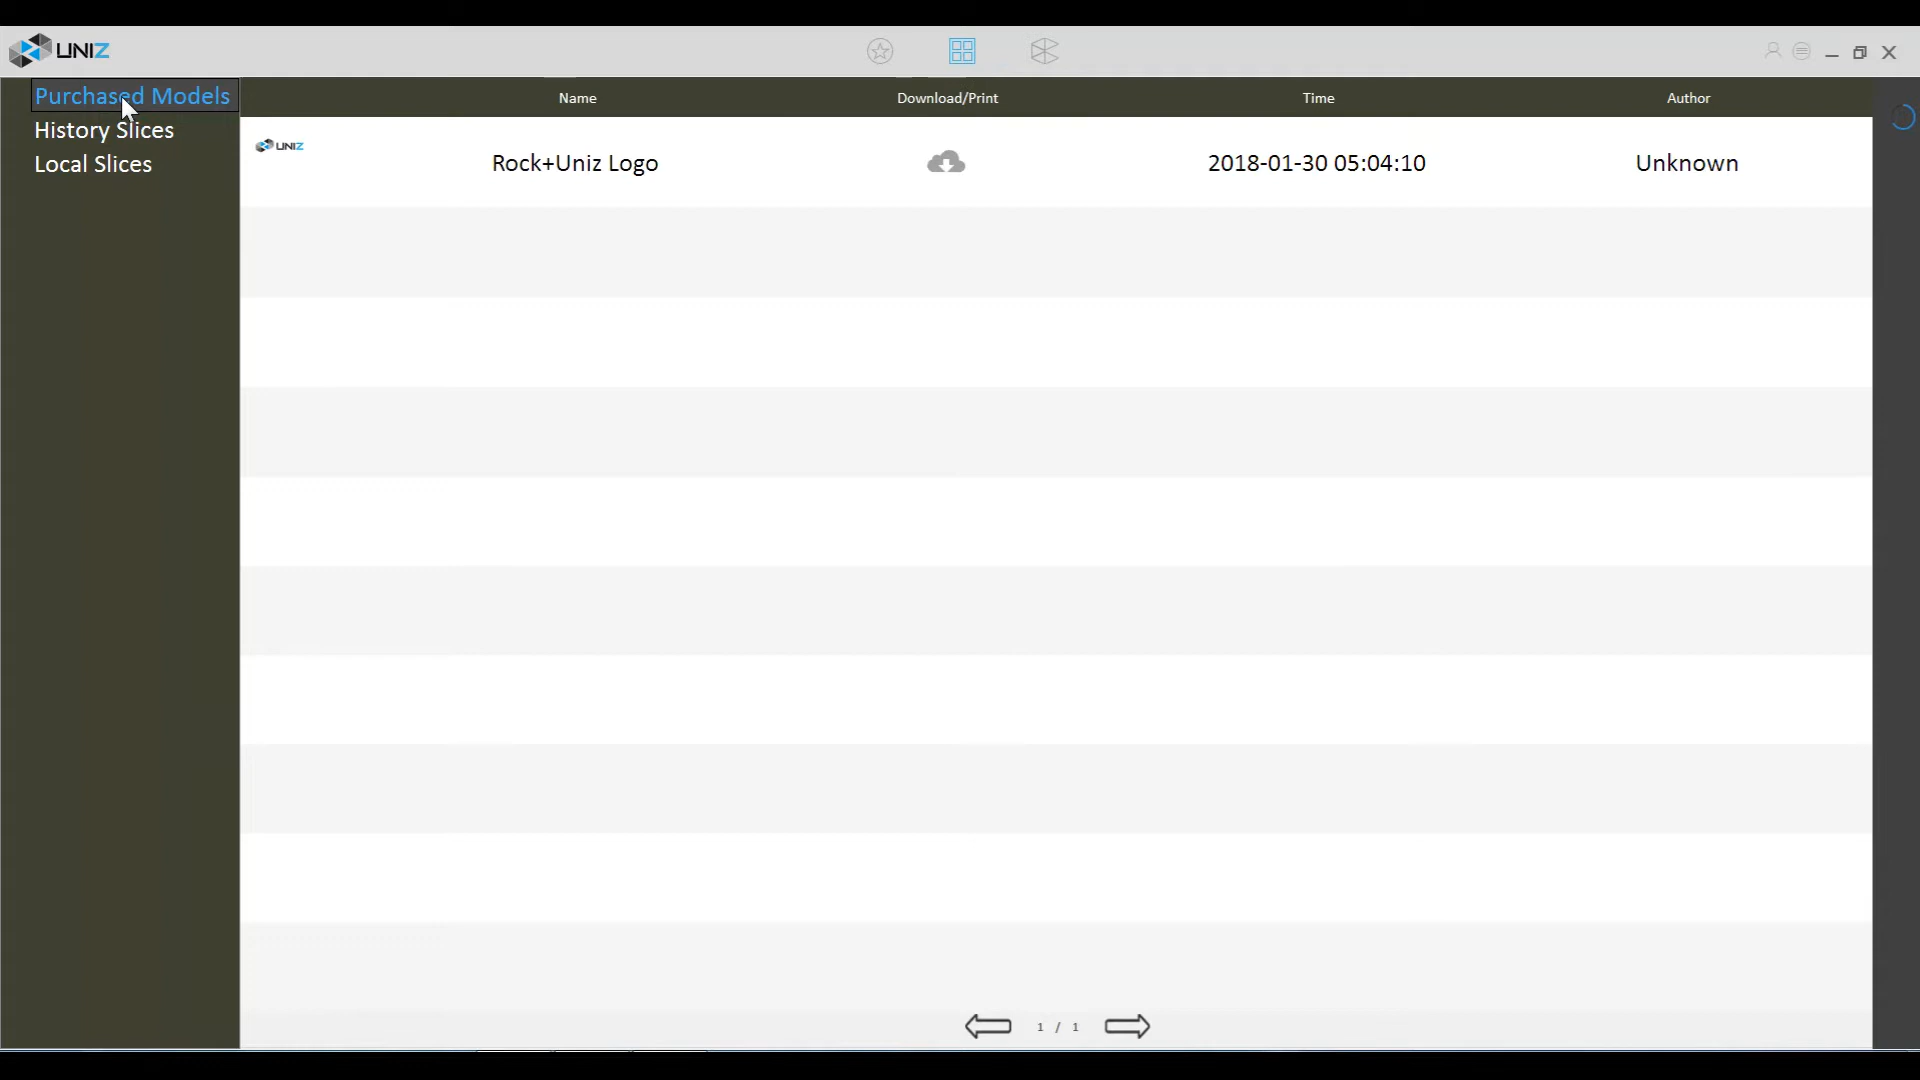 UNIZ
Purchased Models
History Slices
Local Slices
Name Download/Print Time Author
UNIZ Rock+Uniz Logo 2018-01-30 05:04:10 Unknown
1 / 1